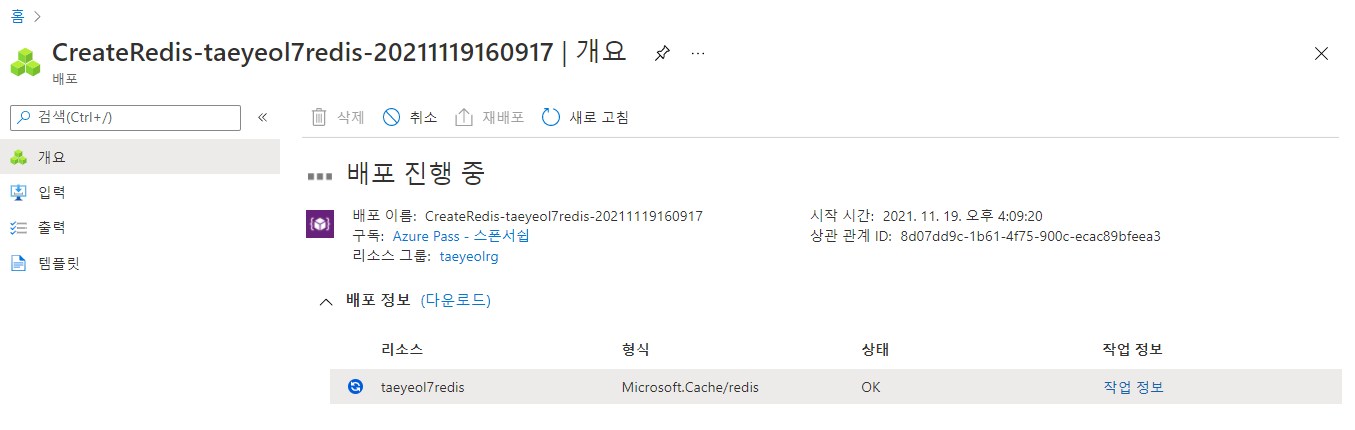 홈
CreateRedis-taeyeol7redis-20211119160917 | 개요
배포
검색(Ctrl+/)
삭제 취소 재배포 새로 고침
개요
입력
출력
템플릿
배포 진행 중
배포 이름: CreateRedis-taeyeol7redis-20211119160917 시작 시간: 2021. 11. 19. 오후 4:09:20
구독: Azure Pass - 스폰서쉽 상관 관계 ID: 8d07dd9c-1b61-4f75-900c-ecac89bfeea3
리소스 그룹: taeyeolrg
배포 정보 (다운로드)
리소스 형식 상태 작업 정보
taeyeol7redis Microsoft.Cache/redis OK 작업 정보